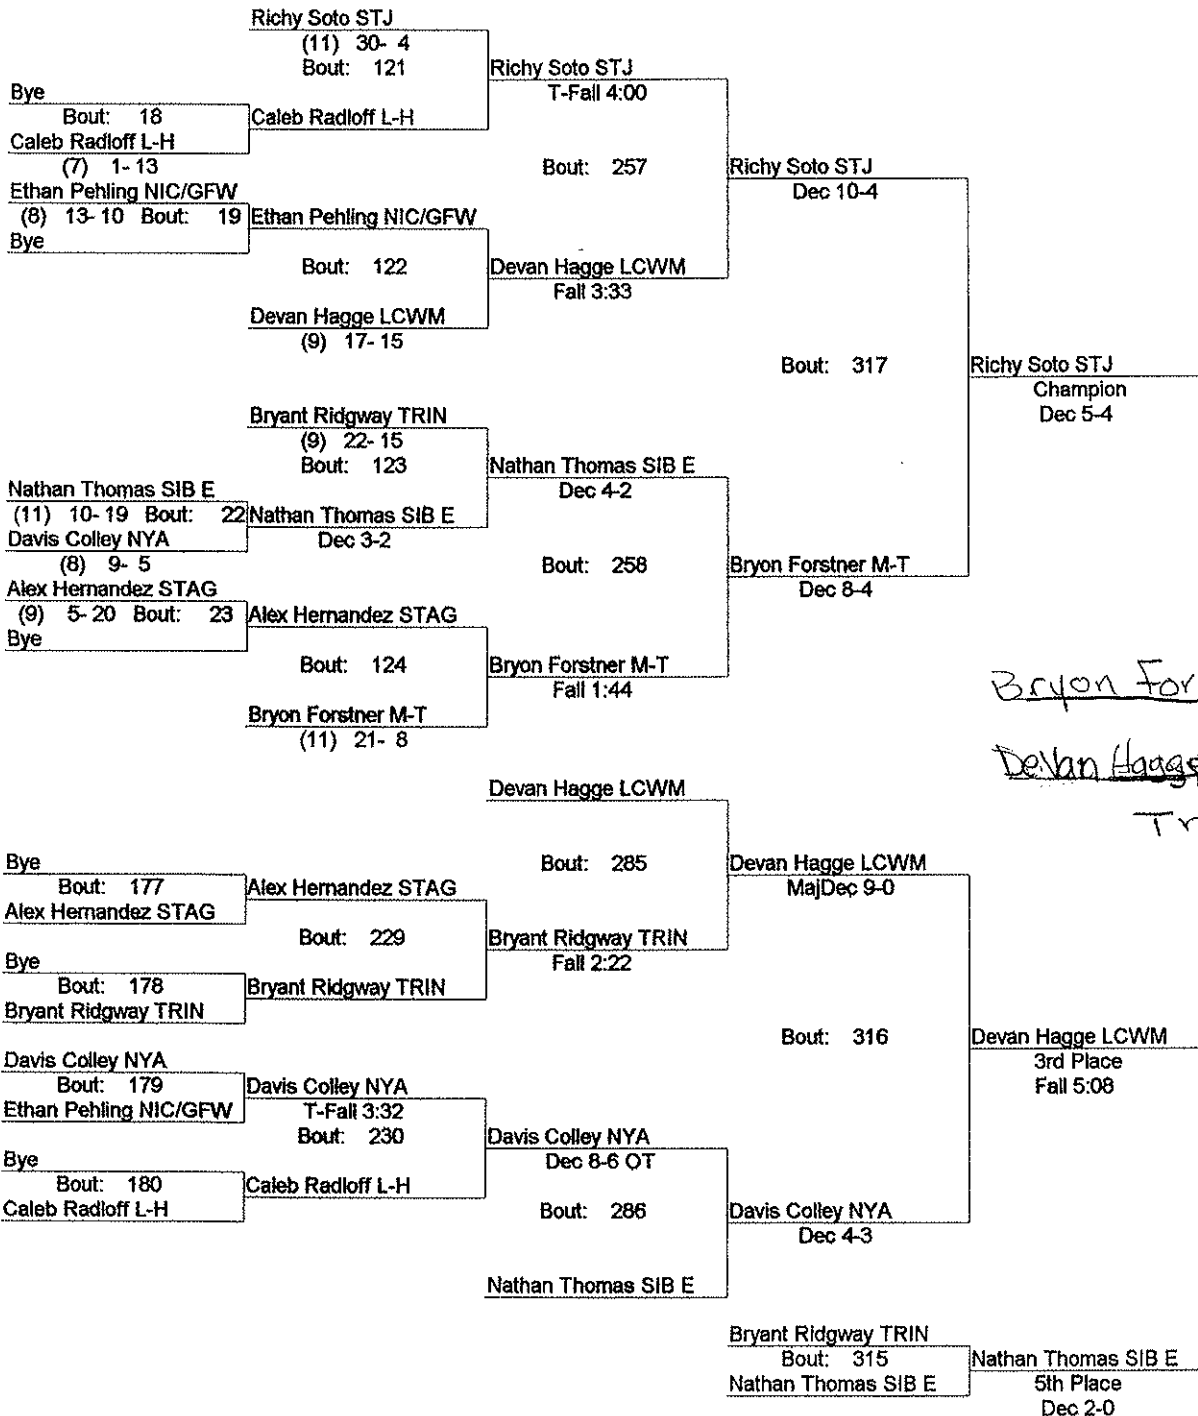 Richy Soto STJ
(11) 30- 4
Bout: 121
Richy Soto STJ
T-Fall 4:00
Bye
Bout: 18
Caleb Radloff L-H
Caleb Radloff L-H
(7) 1- 13
Bout: 257
Richy Soto STJ
Dec 10-4
Ethan Pehling NIC/GFW
(8) 13- 10 Bout: 19
Ethan Pehling NIC/GFW
Bye
Bout: 122
Devan Hagge LCWM
Fall 3:33
Devan Hagge LCWM
(9) 17- 15
Bout: 317
Richy Soto STJ
Champion
Dec 5-4
Bryant Ridgway TRIN
(9) 22- 15
Bout: 123
Nathan Thomas SIB E
Dec 4-2
Nathan Thomas SIB E
(11) 10- 19 Bout: 22
Nathan Thomas SIB E
Dec 3-2
Davis Colley NYA
(8) 9- 5
Bout: 258
Bryon Forstner M-T
Dec 8-4
Alex Hernandez STAG
(9) 5- 20 Bout: 23
Alex Hernandez STAG
Bye
Bout: 124
Bryon Forstner M-T
Fall 1:44
Bryon Forstner M-T
(11) 21- 8
Bryon For
Devan Hagge
Tr
Devan Hagge LCWM
Bout: 285
Devan Hagge LCWM
MajDec 9-0
Bye
Bout: 177
Alex Hernandez STAG
Alex Hernandez STAG
Bout: 229
Bryant Ridgway TRIN
Fall 2:22
Bye
Bout: 178
Bryant Ridgway TRIN
Bryant Ridgway TRIN
Bout: 316
Devan Hagge LCWM
3rd Place
Fall 5:08
Davis Colley NYA
Bout: 179
Davis Colley NYA
T-Fall 3:32
Ethan Pehling NIC/GFW
Bout: 230
Davis Colley NYA
Dec 8-6 OT
Bye
Bout: 180
Caleb Radloff L-H
Caleb Radloff L-H
Bout: 286
Davis Colley NYA
Dec 4-3
Nathan Thomas SIB E
Bryant Ridgway TRIN
Bout: 315
Nathan Thomas SIB E
Nathan Thomas SIB E
5th Place
Dec 2-0